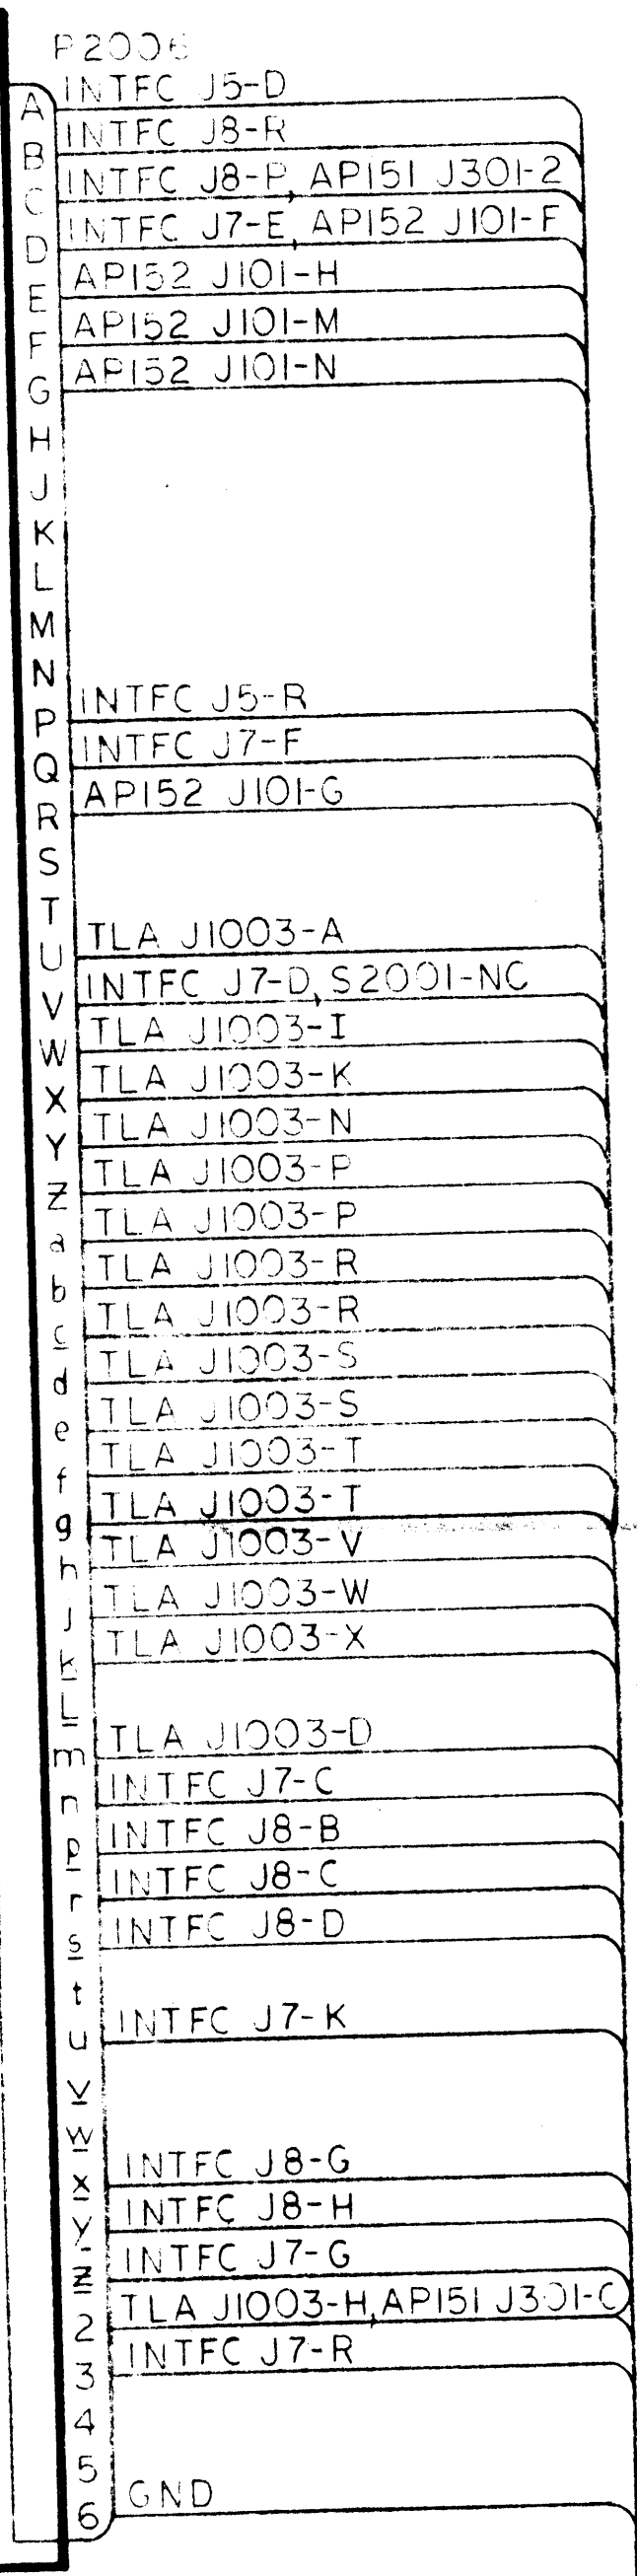 P2006
A INTFC J5-D
B INTFC J8-R
C INTFC J8-P, AP151 J301-2
D INTFC J7-E, AP152 J101-F
E AP152 J101-H
F AP152 J101-M
G AP152 J101-N
H
J
K
L
M
N
P INTFC J5-R
Q INTFC J7-F
R AP152 J101-G
S
T
U TLA J1003-A
V INTFC J7-D, S2001-NC
W TLA J1003-I
X TLA J1003-K
Y TLA J1003-N
Z TLA J1003-P
a TLA J1003-P
b TLA J1003-R
c TLA J1003-R
d TLA J1003-S
e TLA J1003-S
f TLA J1003-T
g TLA J1003-T
h TLA J1003-V
j TLA J1003-W
k TLA J1003-X
L
m TLA J1003-D
n INTFC J7-C
p INTFC J8-B
r INTFC J8-C
s INTFC J8-D
t
u INTFC J7-K
v
w
x INTFC J8-G
y INTFC J8-H
z INTFC J7-G
2 TLA J1003-H, AP151 J301-C
3 INTFC J7-R
4
5
6 GND